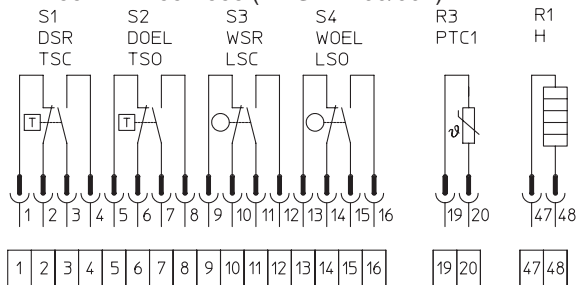 S1 S2 S3 S4 R3 R1
DSR DOEL WSR WOEL PTC1 H
TSC TSO LSC LSO
T T
ϑ
1 2 3 4 5 6 7 8 9 10 11 12 13 14 15 16 19 20 47 48
1 2 3 4 5 6 7 8 9 10 11 12 13 14 15 16 19 20 47 48